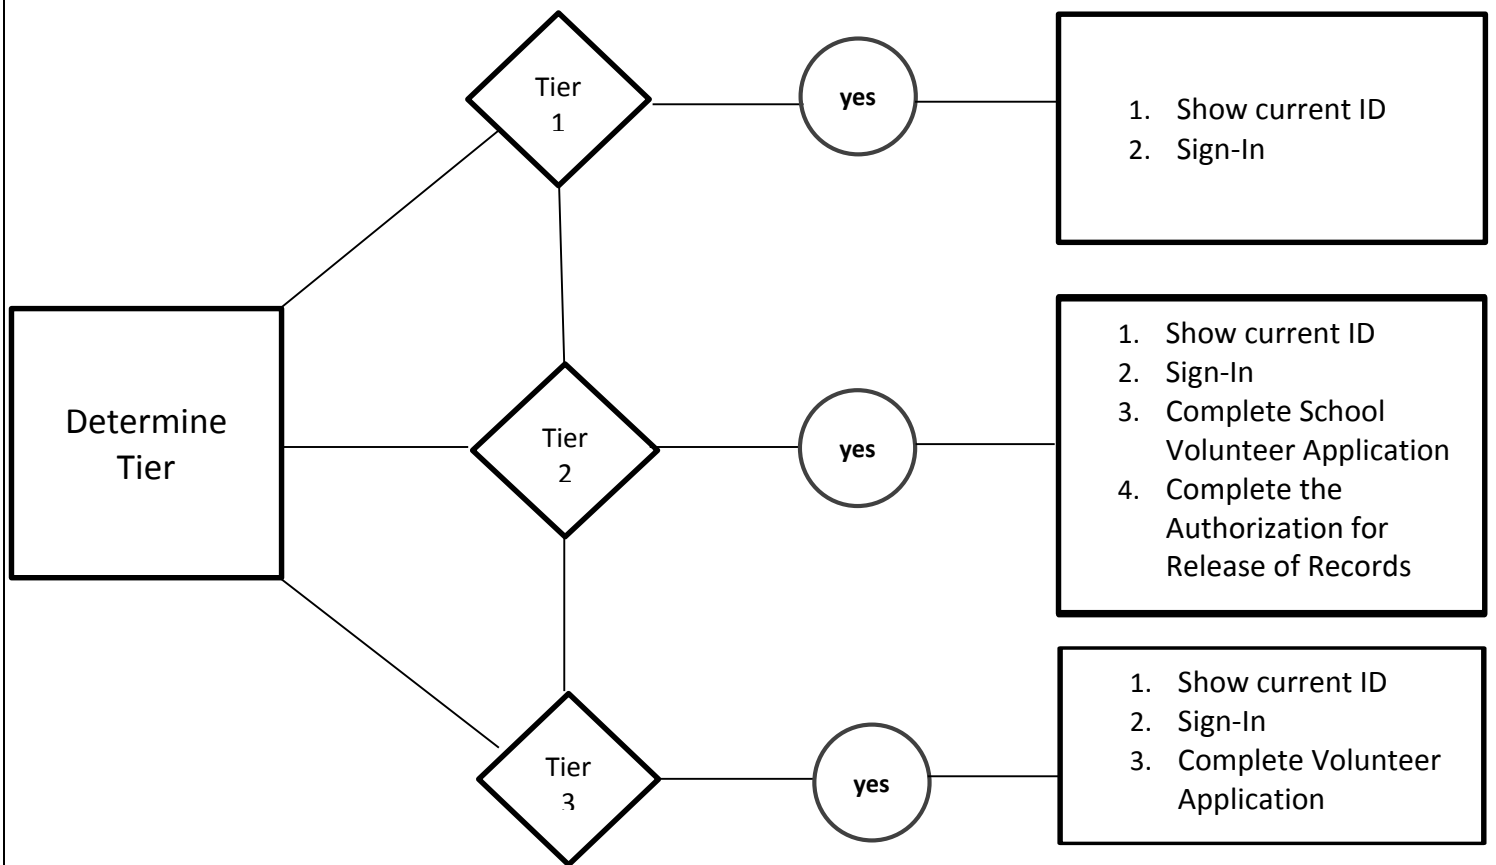 Tier
1
yes
1. Show current ID
2. Sign-In
Determine
Tier
Tier
2
yes
1. Show current ID
2. Sign-In
3. Complete School
Volunteer Application
4. Complete the
Authorization for
Release of Records
Tier
3
yes
1. Show current ID
2. Sign-In
3. Complete Volunteer
Application